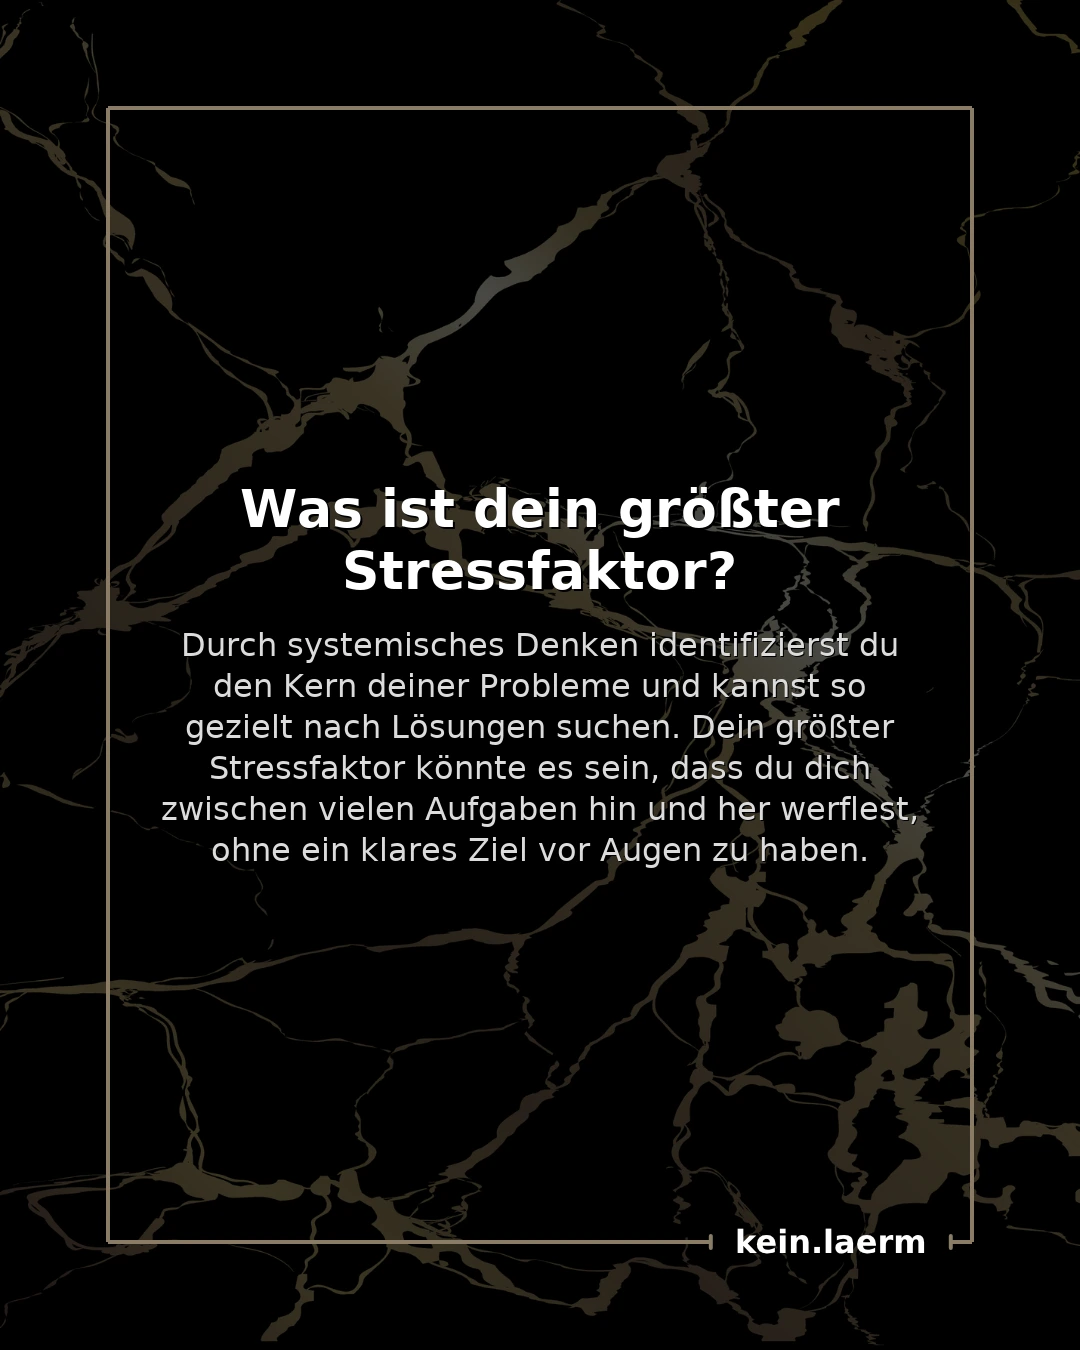 Was ist dein größter
Stressfaktor?
Durch systemisches Denken identifizierst du
den Kern deiner Probleme und kannst so
gezielt nach Lösungen suchen. Dein größter
Stressfaktor könnte es sein, dass du dich
zwischen vielen Aufgaben hin und her werflest,
ohne ein klares Ziel vor Augen zu haben.
kein.laerm